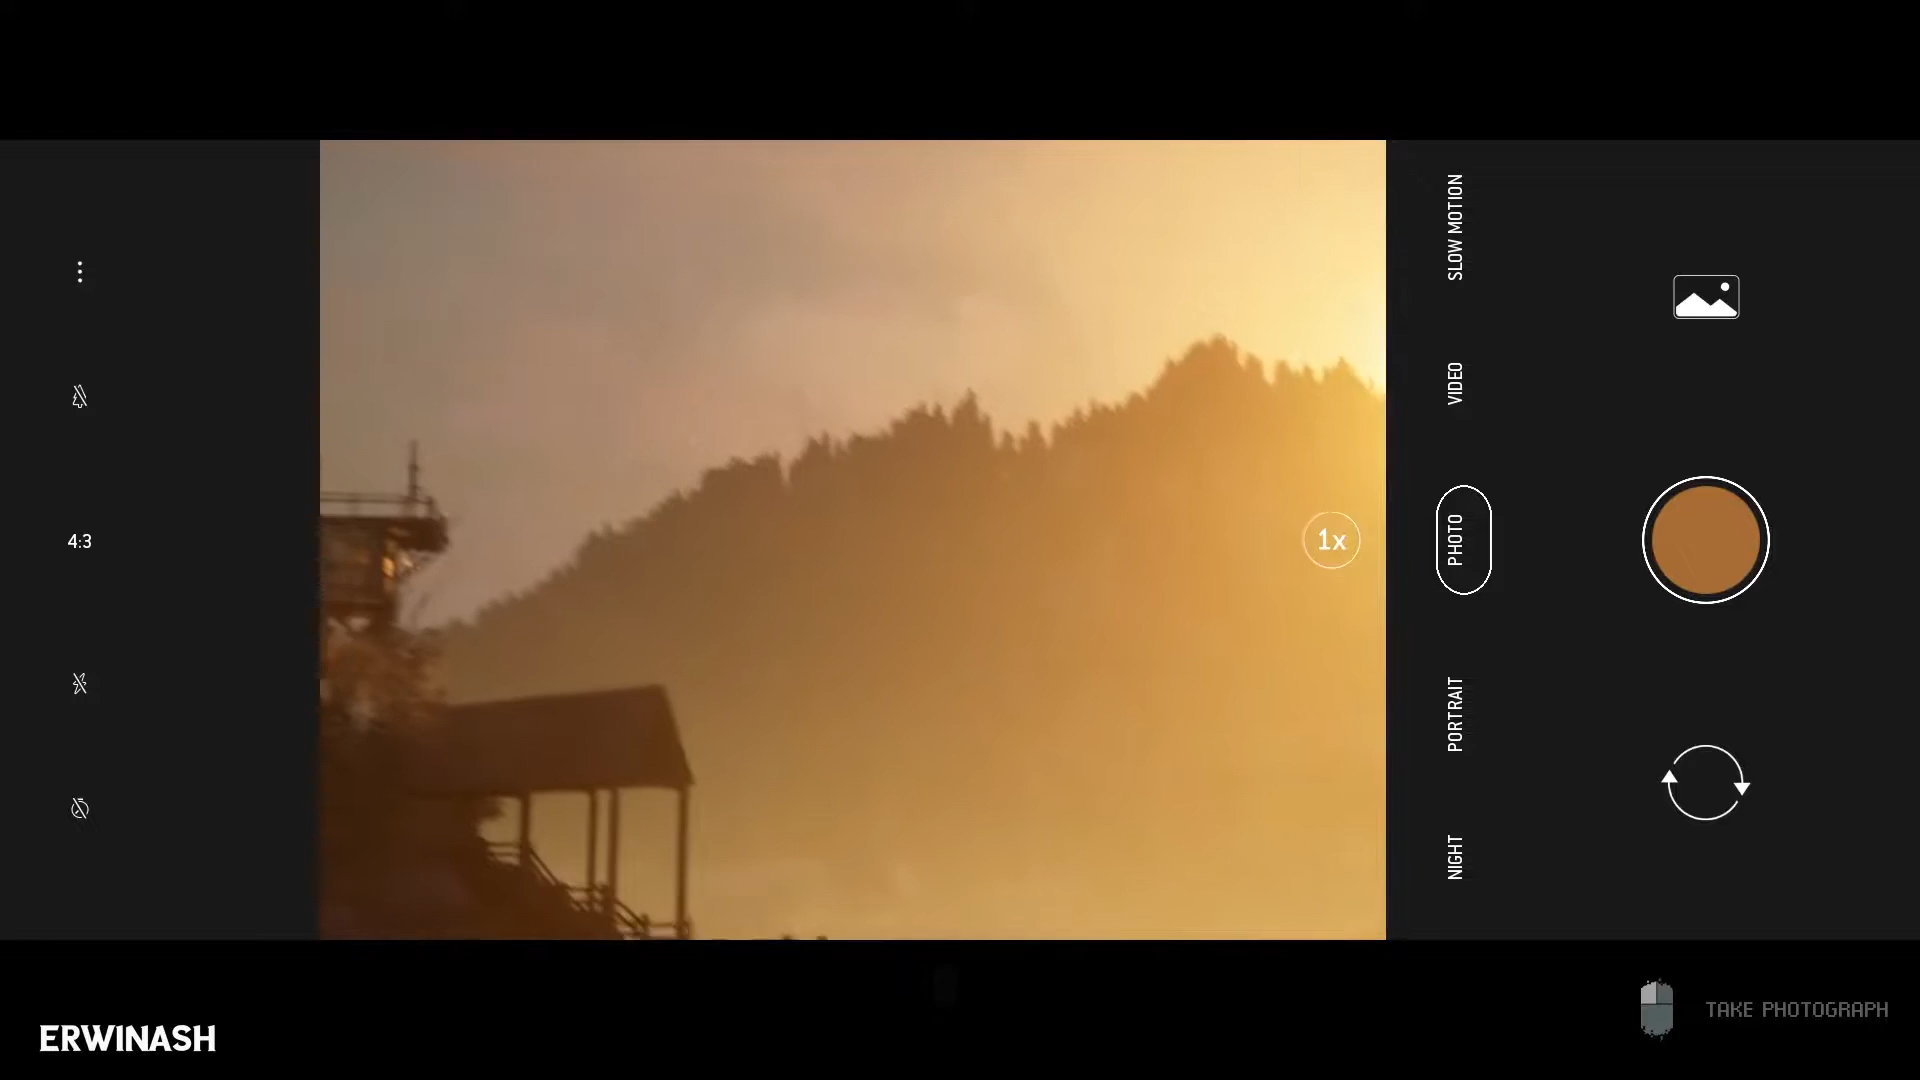 4:3
1x
SLOW MOTION
VIDEO
PHOTO
PORTRAIT
NIGHT
ERWINASH
TAKE PHOTOGRAPH